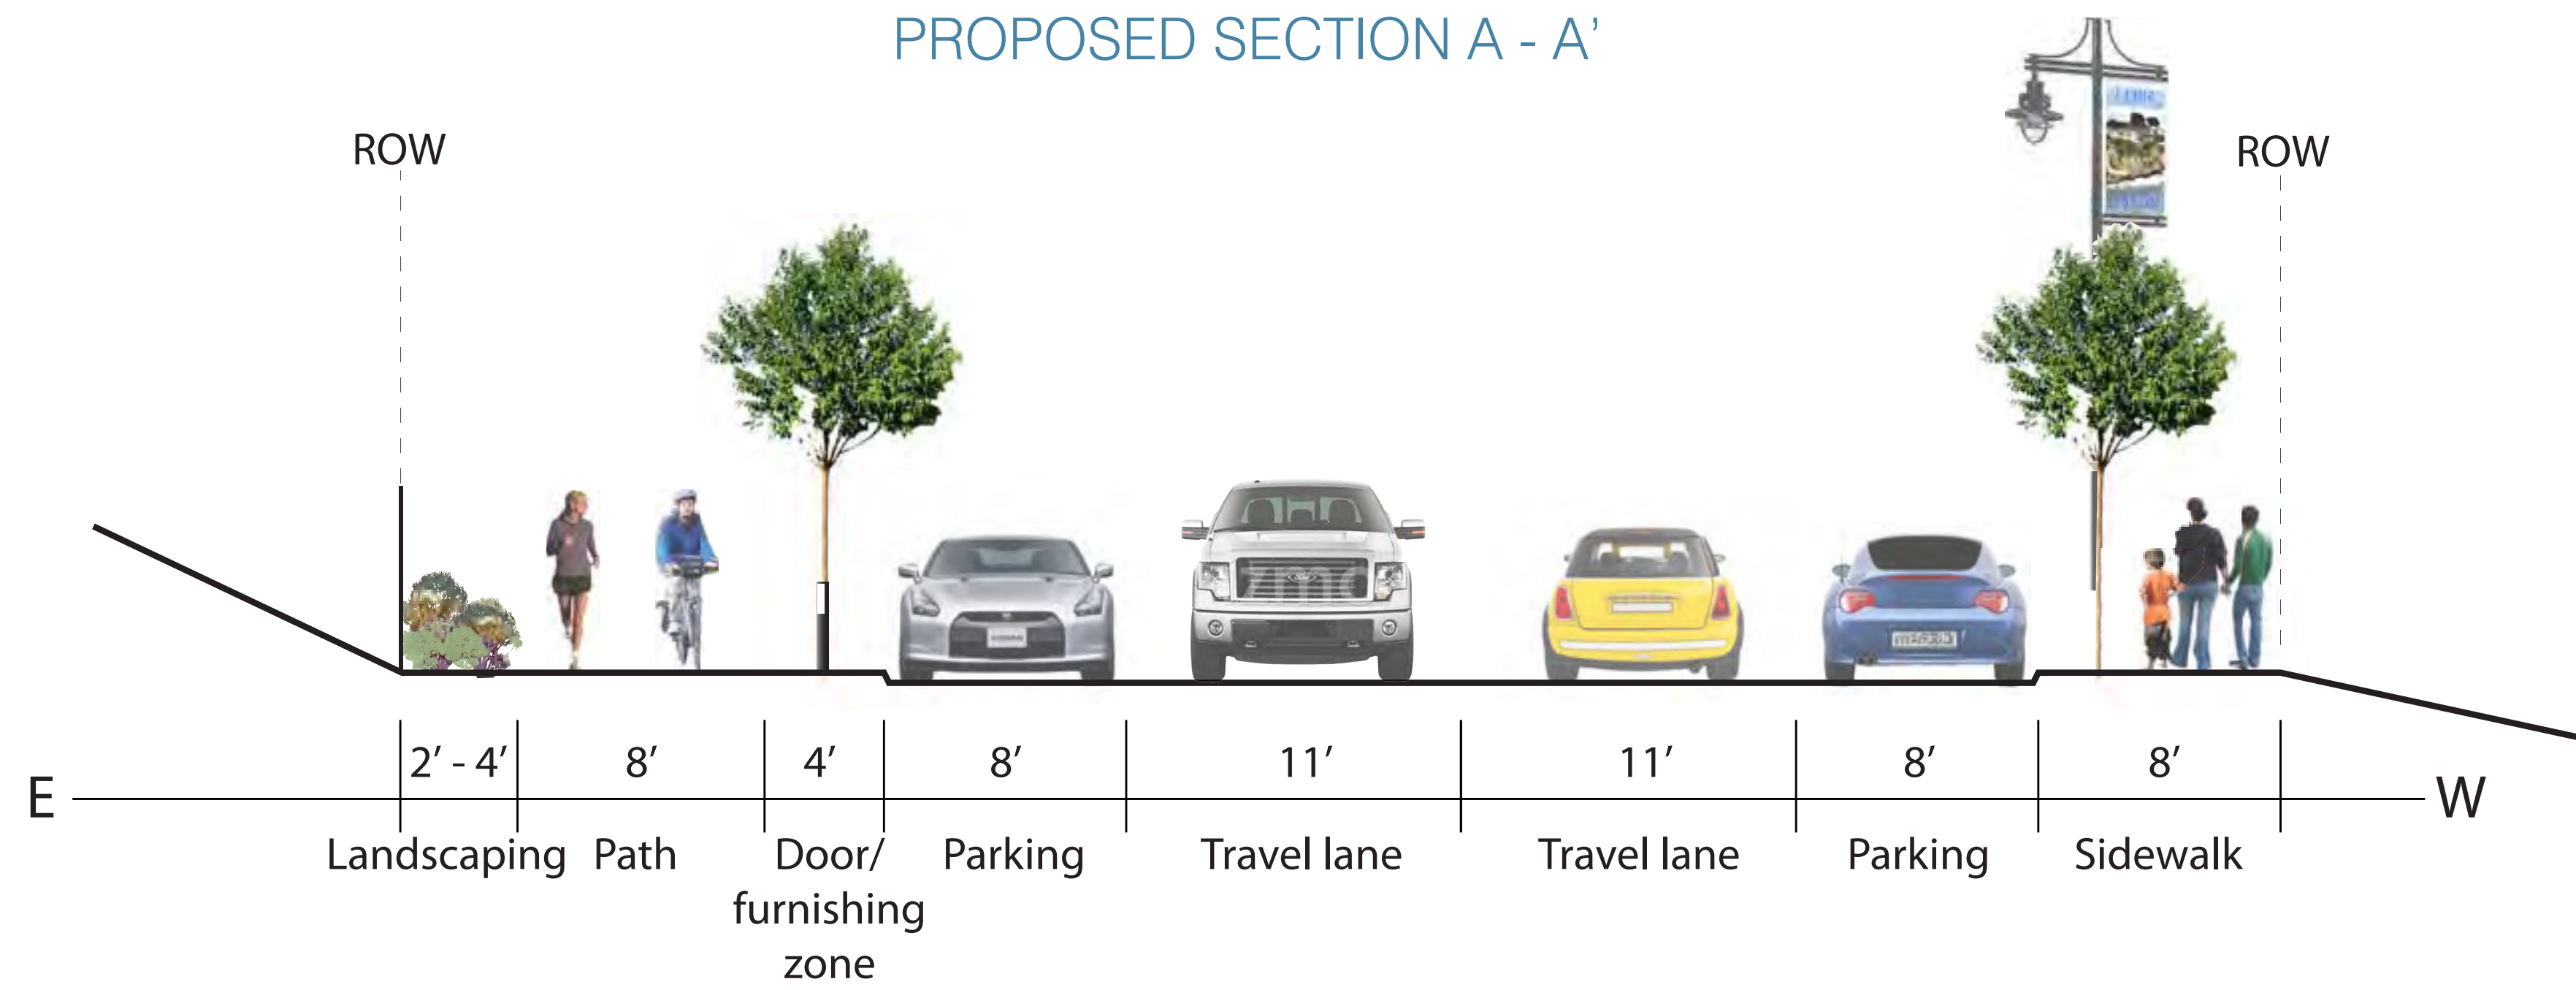 PROPOSED SECTION A - A’
ROW
ROW
E
2’ - 4’
8’
4’
8’
11’
11’
8’
8’
W
Landscaping
Path
Door/
furnishing
zone
Parking
Travel lane
Travel lane
Parking
Sidewalk